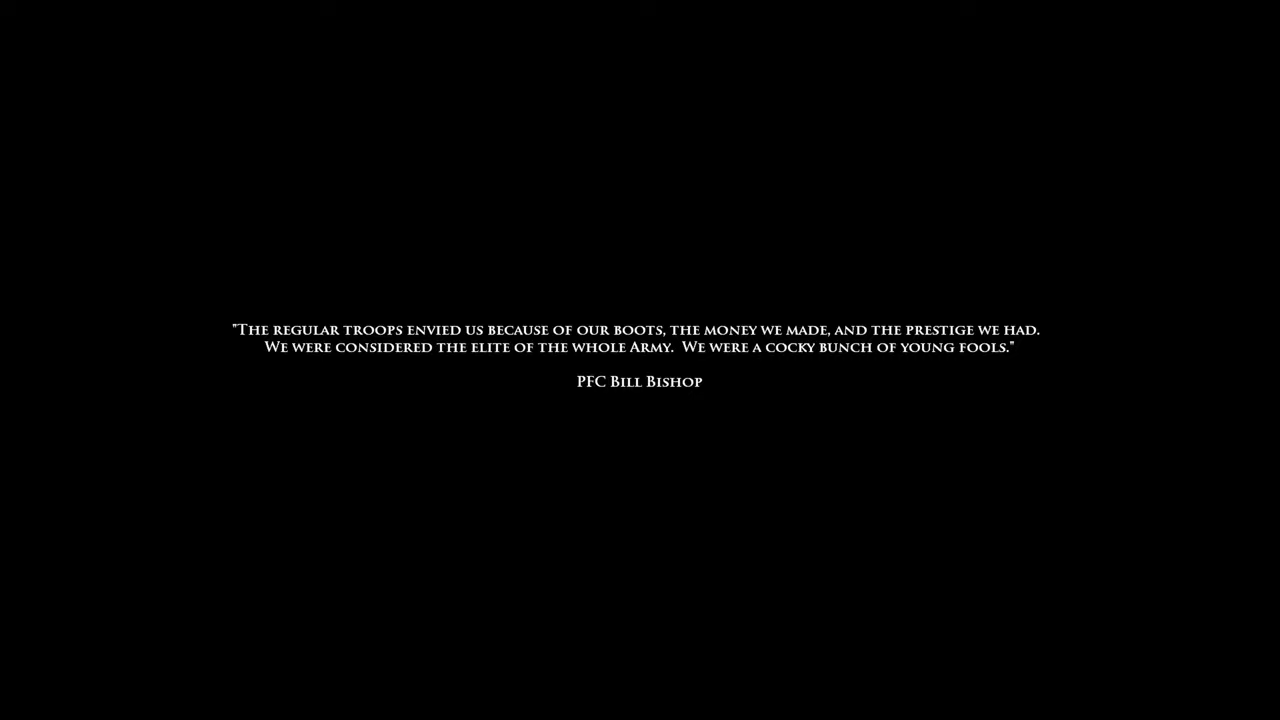 "The regular troops envied us because of our boots, the money we made, and the prestige we had.
We were considered the elite of the whole Army.  We were a cocky bunch of young fools."
PFC Bill Bishop